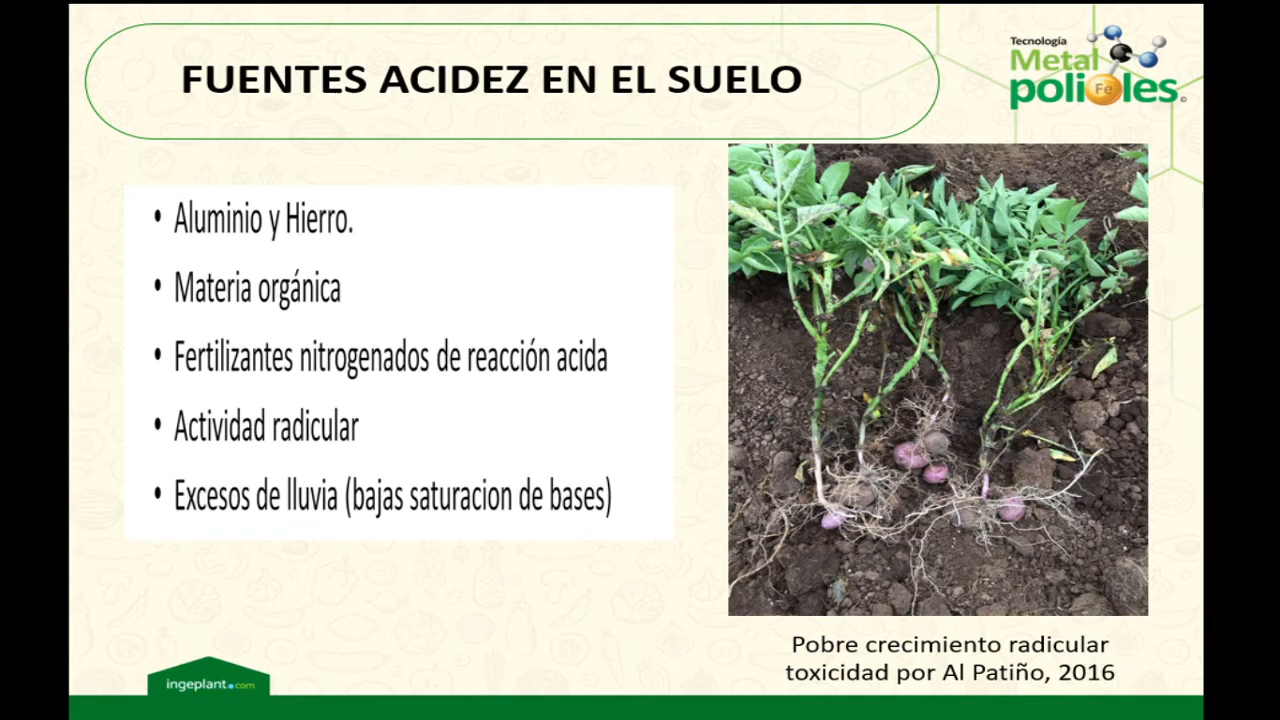 FUENTES ACIDEZ EN EL SUELO
Tecnología
Metal
polioles
Fe
©
• Aluminio y Hierro.
• Materia orgánica
• Fertilizantes nitrogenados de reacción acida
• Actividad radicular
• Excesos de lluvia (bajas saturacion de bases)
Pobre crecimiento radicular
toxicidad por Al Patiño, 2016
ingeplant.com